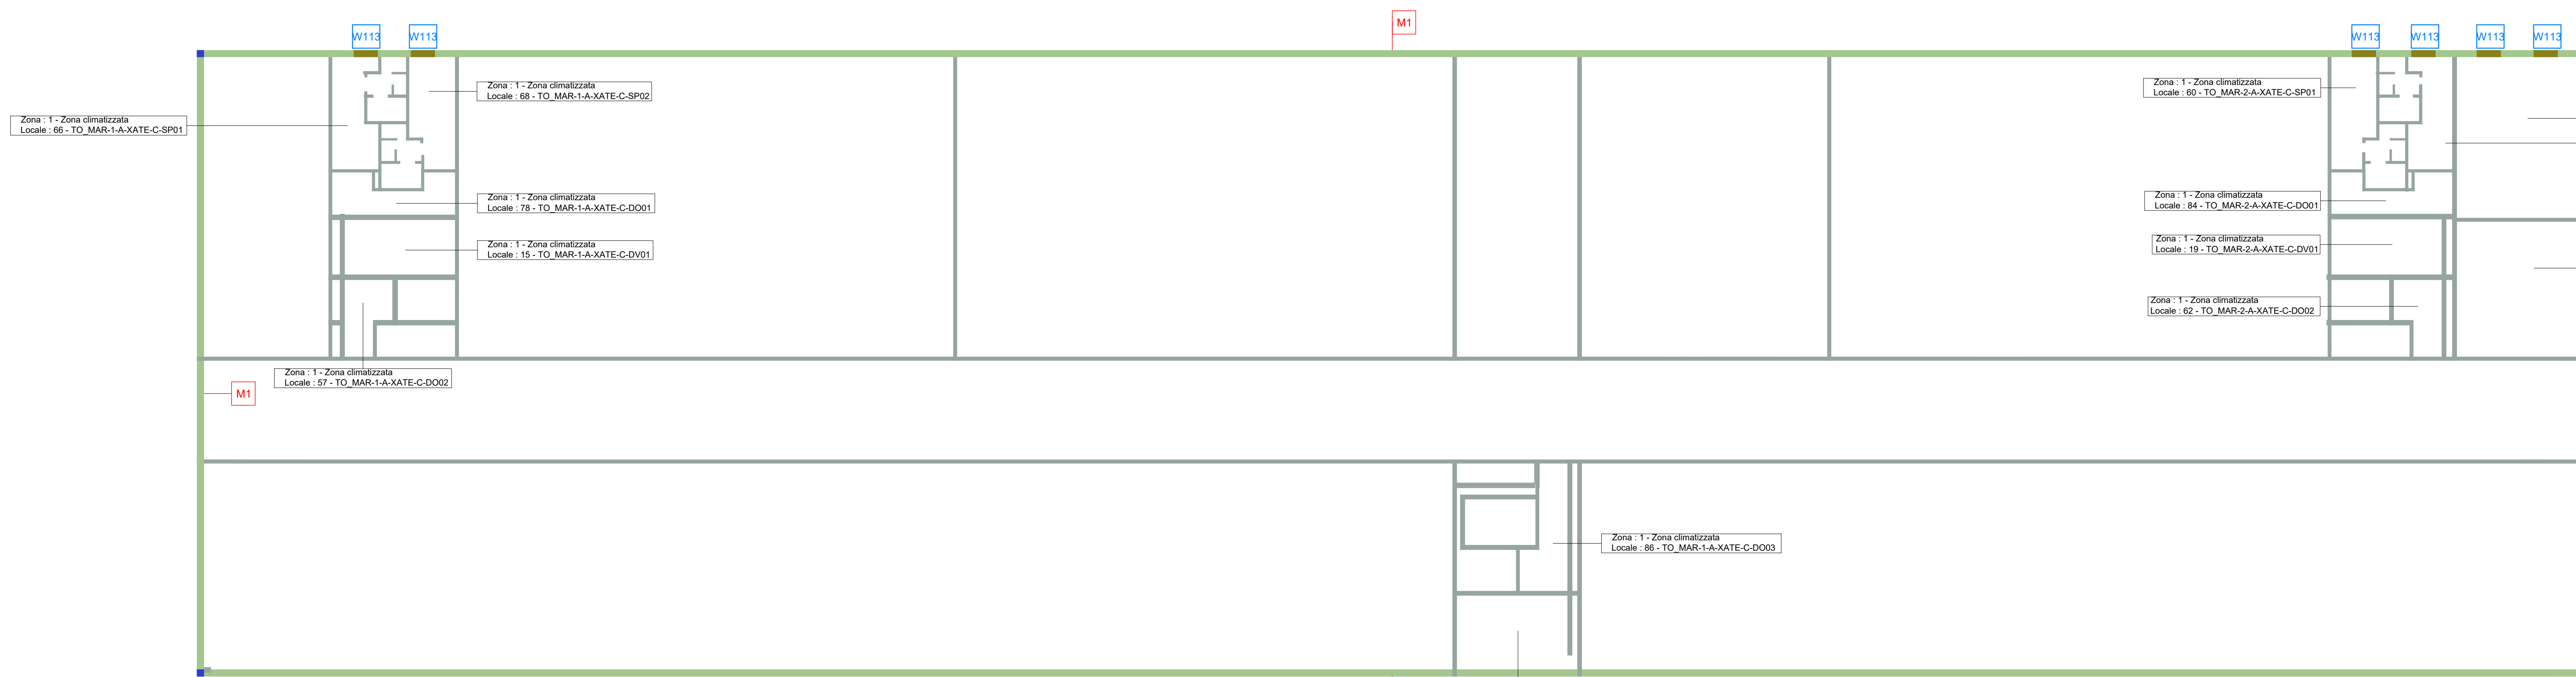 M1
W113
W113
W113
W113
W113
W113
Zona : 1 - Zona climatizzata
Locale : 68 - TO_MAR-1-A-XATE-C-SP02
Zona : 1 - Zona climatizzata
Locale : 60 - TO_MAR-2-A-XATE-C-SP01
Zona : 1 - Zona climatizzata
Locale : 66 - TO_MAR-1-A-XATE-C-SP01
Zona : 1 - Zona climatizzata
Locale : 78 - TO_MAR-1-A-XATE-C-DO01
Zona : 1 - Zona climatizzata
Locale : 84 - TO_MAR-2-A-XATE-C-DO01
Zona : 1 - Zona climatizzata
Locale : 15 - TO_MAR-1-A-XATE-C-DV01
Zona : 1 - Zona climatizzata
Locale : 19 - TO_MAR-2-A-XATE-C-DV01
Zona : 1 - Zona climatizzata
Locale : 62 - TO_MAR-2-A-XATE-C-DO02
Zona : 1 - Zona climatizzata
Locale : 57 - TO_MAR-1-A-XATE-C-DO02
M1
Zona : 1 - Zona climatizzata
Locale : 86 - TO_MAR-1-A-XATE-C-DO03